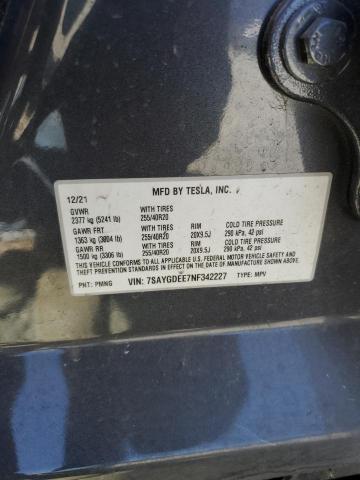 MFD BY TESLA, INC.
12/21
GVWR WITH TIRES
2377 kg (5241 lb) 255/40R20
GAWR FRT WITH TIRES RIM COLD TIRE PRESSURE
1363 kg (3004 lb) 255/40R20 20X9.5J 290 kPa, 42 psi
GAWR RR WITH TIRES RIM COLD TIRE PRESSURE
1500 kg (3306 lb) 255/40R20 20X9.5J 290 kPa, 42 psi
THIS VEHICLE CONFORMS TO ALL APPLICABLE U.S. FEDERAL MOTOR VEHICLE SAFETY
AND THEFT PREVENTION STANDARDS IN EFFECT ON THE DATE OF MANUFACTURE SHOWN ABOVE.
PNT: PMNG VIN: 7SAYGDEE7NF342227 TYPE: MPV